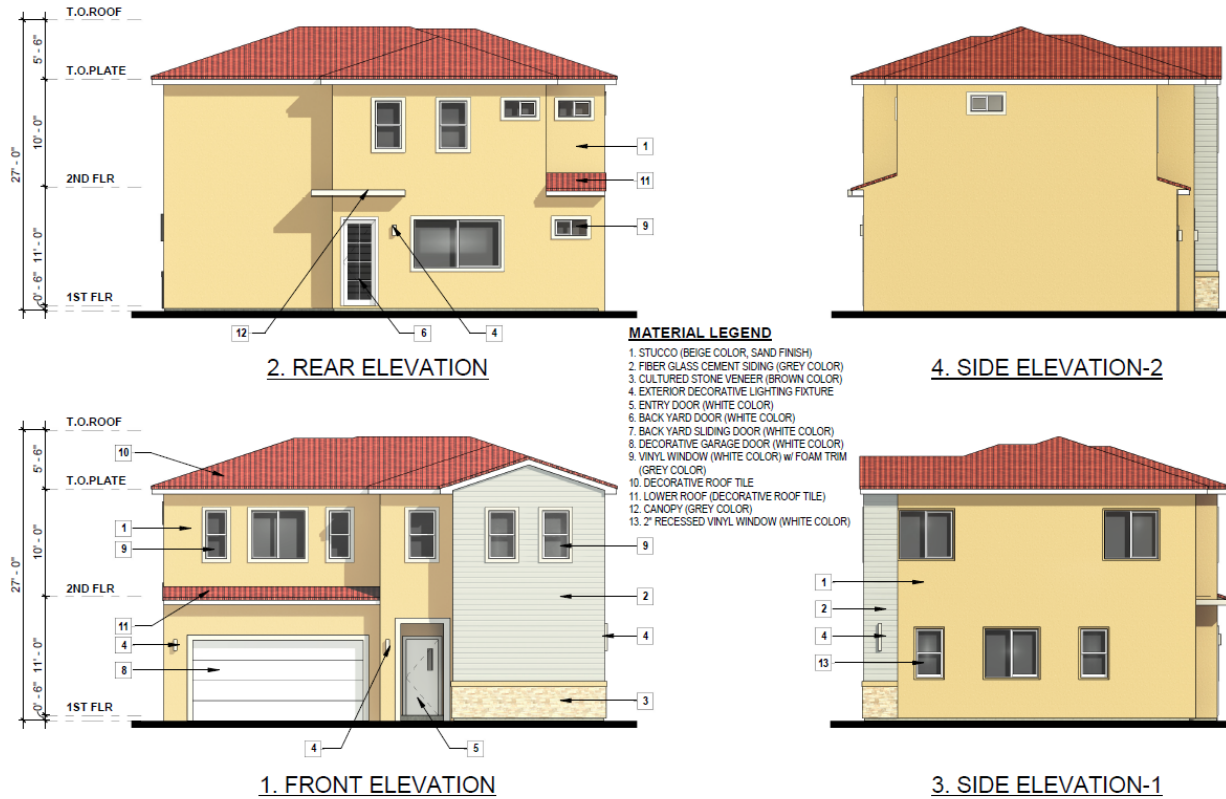 T.O.ROOF
5' - 6"
T.O.PLATE
10' - 0"
27' - 0"
2ND FLR
11' - 0"
0' - 6"
1ST FLR
1
11
9
12
6
4
2. REAR ELEVATION
4. SIDE ELEVATION-2
MATERIAL LEGEND
1. STUCCO (BEIGE COLOR, SAND FINISH)
2. FIBER GLASS CEMENT SIDING (GREY COLOR)
3. CULTURED STONE VENEER (BROWN COLOR)
4. EXTERIOR DECORATIVE LIGHTING FIXTURE
5. ENTRY DOOR (WHITE COLOR)
6. BACK YARD DOOR (WHITE COLOR)
7. BACK YARD SLIDING DOOR (WHITE COLOR)
8. DECORATIVE GARAGE DOOR (WHITE COLOR)
9. VINYL WINDOW (WHITE COLOR) w/ FOAM TRIM
(GREY COLOR)
10. DECORATIVE ROOF TILE
11. LOWER ROOF (DECORATIVE ROOF TILE)
12. CANOPY (GREY COLOR)
13. 2" RECESSED VINYL WINDOW (WHITE COLOR)
T.O.ROOF
5' - 6"
10
T.O.PLATE
1
10' - 0"
9
9
27' - 0"
2ND FLR
2
11
4
4
11' - 0"
8
3
0' - 6"
1ST FLR
4
5
1. FRONT ELEVATION
1
2
4
13
3. SIDE ELEVATION-1